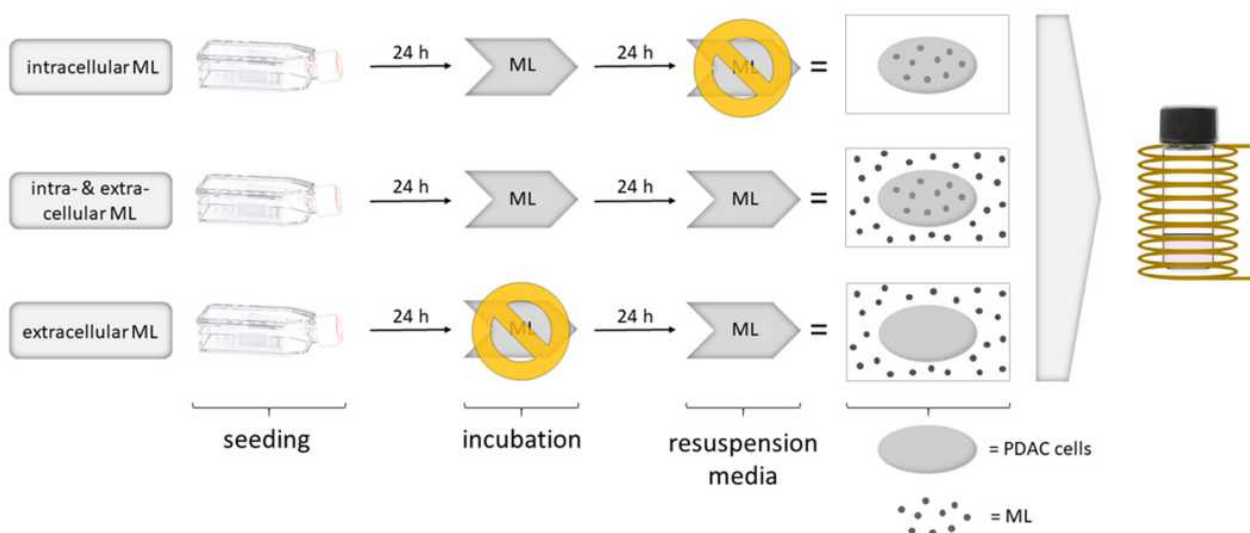 intracellular ML
24 h
ML
24 h
ML
=
intra- & extra-
cellular ML
24 h
ML
24 h
ML
=
extracellular ML
24 h
ML
24 h
ML
=
seeding
incubation
resuspension
media
= PDAC cells
= ML